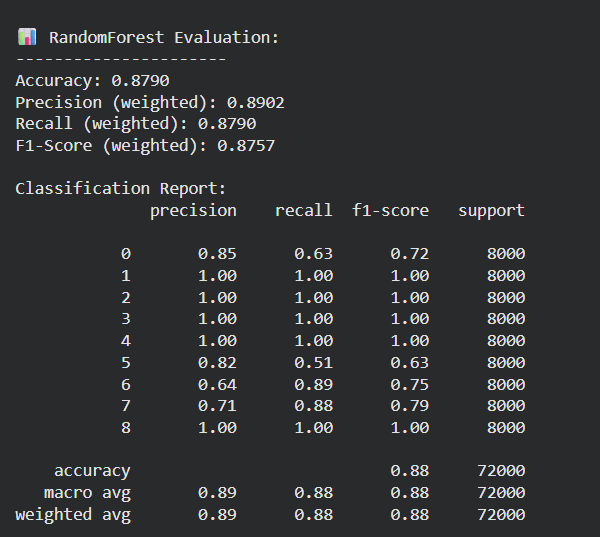 📊 RandomForest Evaluation:
-----------------------
Accuracy: 0.8790
Precision (weighted): 0.8902
Recall (weighted): 0.8790
F1-Score (weighted): 0.8757
Classification Report:
precision recall f1-score support
0 0.85 0.63 0.72 8000
1 1.00 1.00 1.00 8000
2 1.00 1.00 1.00 8000
3 1.00 1.00 1.00 8000
4 1.00 1.00 1.00 8000
5 0.82 0.51 0.63 8000
6 0.64 0.89 0.75 8000
7 0.71 0.88 0.79 8000
8 1.00 1.00 1.00 8000
accuracy 0.88 72000
macro avg 0.89 0.88 0.88 72000
weighted avg 0.89 0.88 0.88 72000